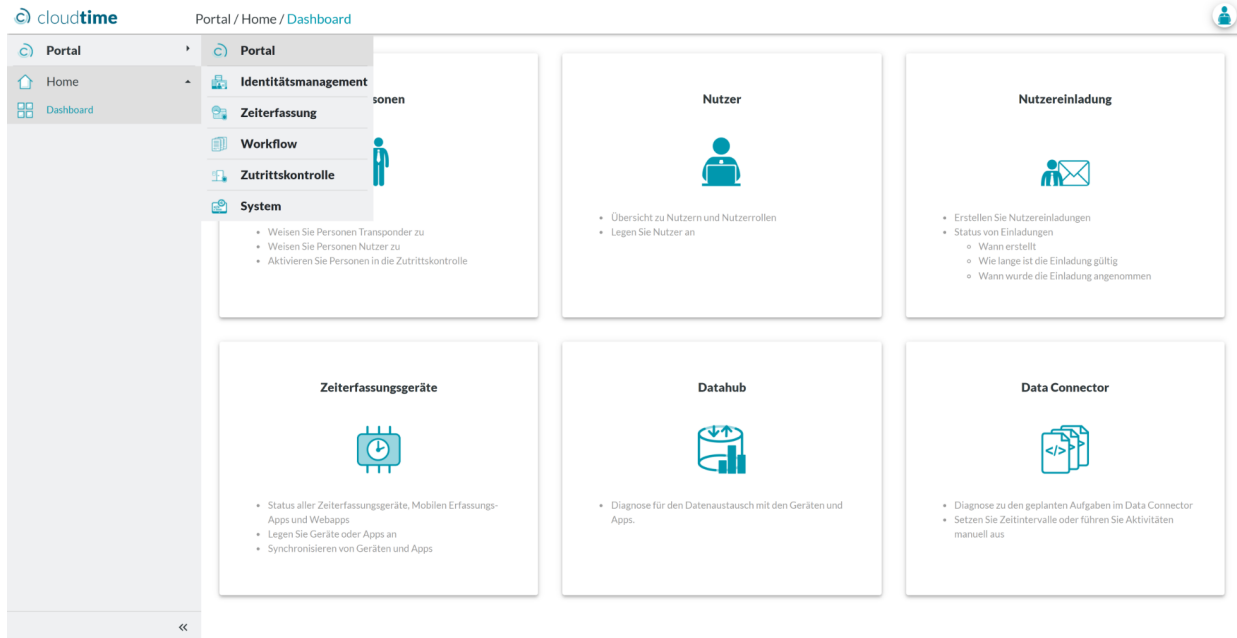 cloudtime
Portal / Home / Dashboard
Portal
Home
Dashboard
Portal
Identitätsmanagement
Zeiterfassung
Workflow
Zutrittskontrolle
System
sonen
Weisen Sie Personen Transponder zu
Weisen Sie Personen Nutzer zu
Aktivieren Sie Personen in die Zutrittskontrolle
Nutzer
Übersicht zu Nutzern und Nutzerrollen
Legen Sie Nutzer an
Nutzereinladung
Erstellen Sie Nutzereinladungen
Status von Einladungen
Wann erstellt
Wie lange ist die Einladung gültig
Wann wurde die Einladung angenommen
Zeiterfassungsgeräte
Status aller Zeiterfassungsgeräte, Mobilen Erfassungs-
Apps und Webapps
Legen Sie Geräte oder Apps an
Synchronisieren von Geräten und Apps
Datahub
Diagnose für den Datenaustausch mit den Geräten und
Apps.
Data Connector
</>
Diagnose zu den geplanten Aufgaben im Data Connector
Setzen Sie Zeitintervalle oder führen Sie Aktivitäten
manuell aus
«